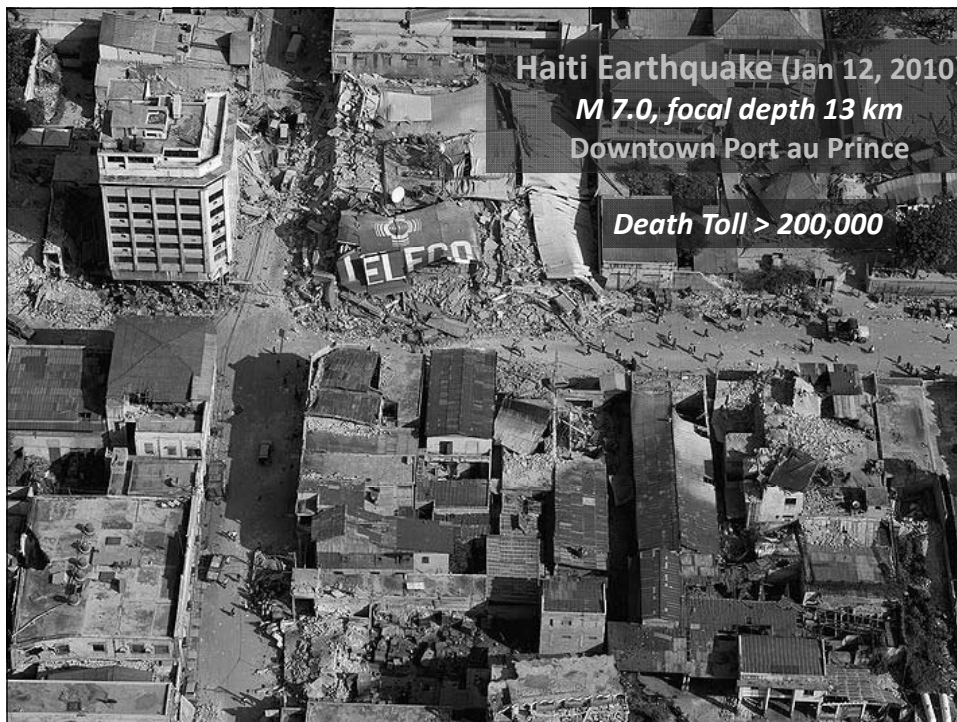 Haiti Earthquake (Jan 12, 2010)
M 7.0, focal depth 13 km
Downtown Port au Prince
Death Toll > 200,000
TELECO